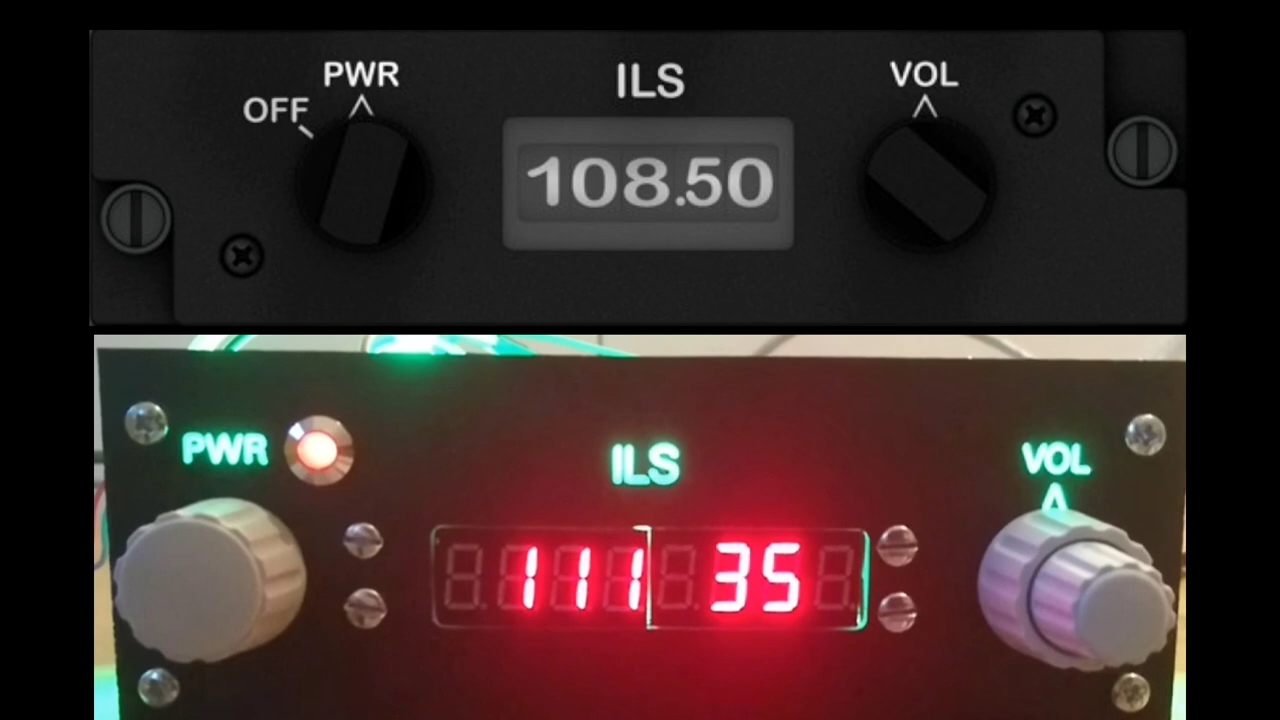 PWR ILS VOL
OFF
108.50
PWR ILS VOL
111 35